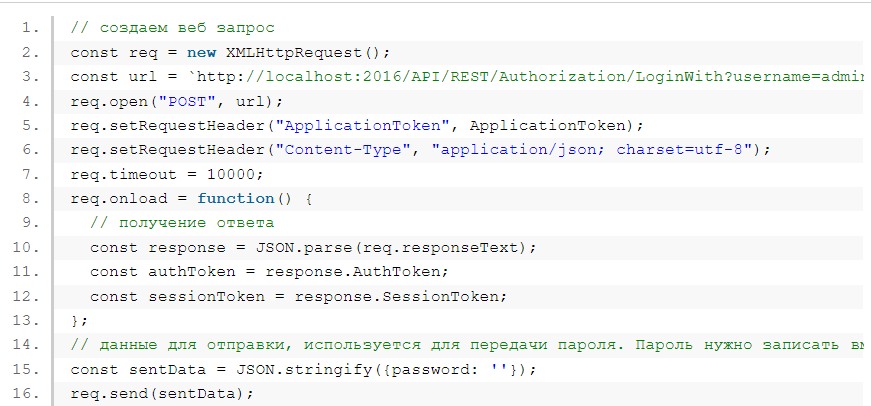 1. // создаем веб запрос
2. const req = new XMLHttpRequest();
3. const url = `http://localhost:2016/API/REST/Authorization/LoginWith?username=admin
4. req.open("POST", url);
5. req.setRequestHeader("ApplicationToken", ApplicationToken);
6. req.setRequestHeader("Content-Type", "application/json; charset=utf-8");
7. req.timeout = 10000;
8. req.onload = function() {
9. // получение ответа
10. const response = JSON.parse(req.responseText);
11. const authToken = response.AuthToken;
12. const sessionToken = response.SessionToken;
13. };
14. // данные для отправки, используется для передачи пароля. Пароль нужно записать
15. const sentData = JSON.stringify({password: ''});
16. req.send(sentData);